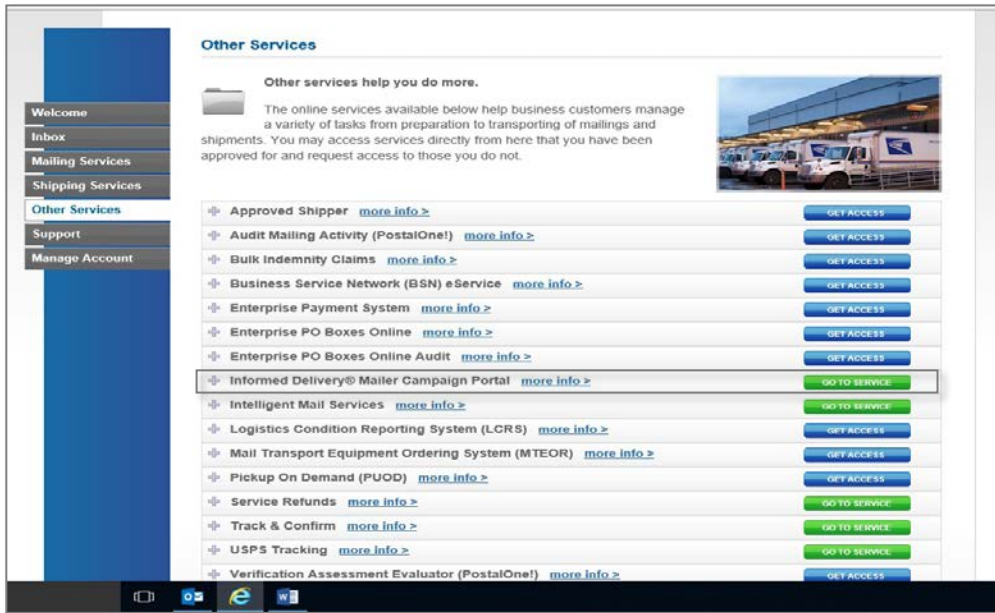 Other Services
Other services help you do more.
The online services available below help business customers manage
a variety of tasks from preparation to transporting of mailings and
shipments. You may access services directly from here that you have been
approved for and request access to those you do not.
Welcome
Inbox
Mailing Services
Shipping Services
Other Services
Support
Manage Account
Approved Shipper more info > GET ACCESS
Audit Mailing Activity (PostalOne!) more info > GET ACCESS
Bulk Indemnity Claims more info > GET ACCESS
Business Service Network (BSN) eService more info > GET ACCESS
Enterprise Payment System more info > GET ACCESS
Enterprise PO Boxes Online more info > GET ACCESS
Enterprise PO Boxes Online Audit more info > GET ACCESS
Informed Delivery® Mailer Campaign Portal more info > GO TO SERVICE
Intelligent Mail Services more info > GO TO SERVICE
Logistics Condition Reporting System (LCRS) more info > GET ACCESS
Mail Transport Equipment Ordering System (MTEOR) more info > GET ACCESS
Pickup On Demand (PUOD) more info > GET ACCESS
Service Refunds more info > GO TO SERVICE
Track & Confirm more info > GO TO SERVICE
USPS Tracking more info > GO TO SERVICE
Verification Assessment Evaluator (PostalOne!) more info > GET ACCESS